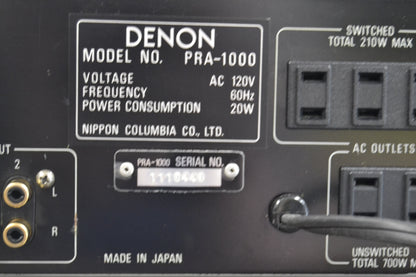 DENON
MODEL NO. PRA-1000
VOLTAGE AC 120V
FREQUENCY 60Hz
POWER CONSUMPTION 20W
NIPPON COLUMBIA CO., LTD.
SWITCHED
TOTAL 210W MAX
PRA-1000 SERIAL NO.
AC OUTLETS
UT
2
L
R
MADE IN JAPAN
UNSWITCHED
TOTAL 700W M